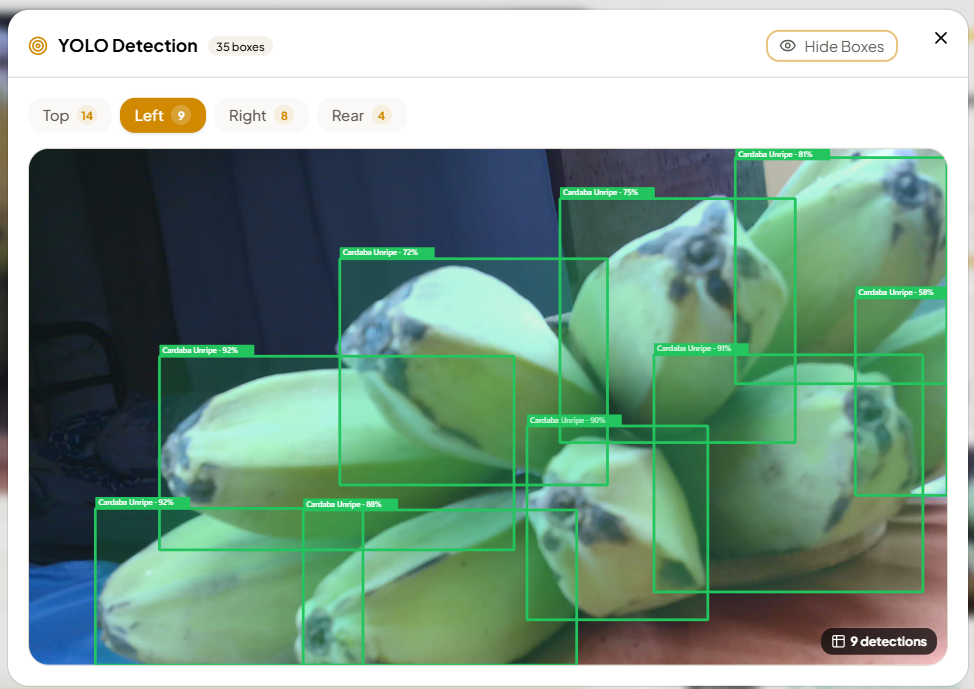 YOLO Detection 35 boxes Hide Boxes
Top 14 Left 9 Right 8 Rear 4
Cardaba Unripe - 81%
Cardaba Unripe - 75%
Cardaba Unripe - 72%
Cardaba Unripe - 58%
Cardaba Unripe - 91%
Cardaba Unripe - 92%
Cardaba Unripe - 90%
Cardaba Unripe - 92%
Cardaba Unripe - 88%
9 detections